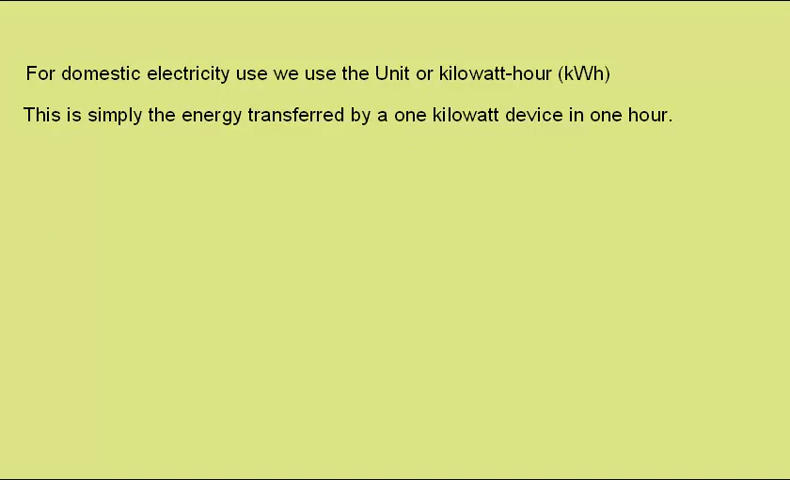 For domestic electricity use we use the Unit or kilowatt-hour (kWh)
This is simply the energy transferred by a one kilowatt device in one hour.